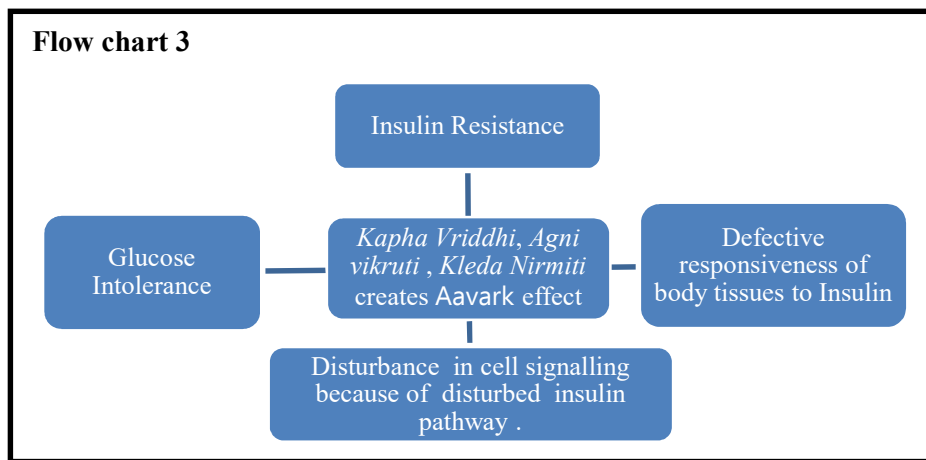 Flow chart 3
Insulin Resistance
Glucose
Intolerance
Kapha Vriddhi, Agni
vikruti , Kleda Nirmiti
creates Aavark effect
Defective
responsiveness of
body tissues to Insulin
Disturbance in cell signalling
because of disturbed insulin
pathway .